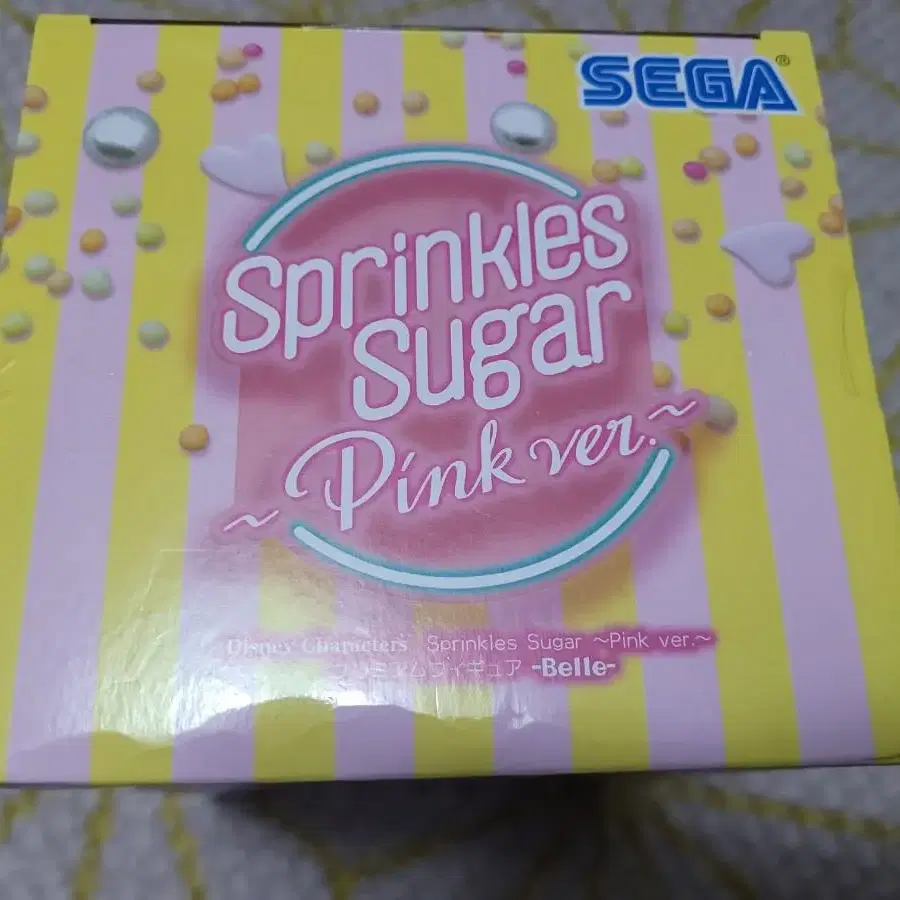 SEGA®
Sprinkles
Sugar
~Pink ver.~
Disney Characters Sprinkles Sugar ~Pink ver.~
プレミアムフィギュア -Belle-